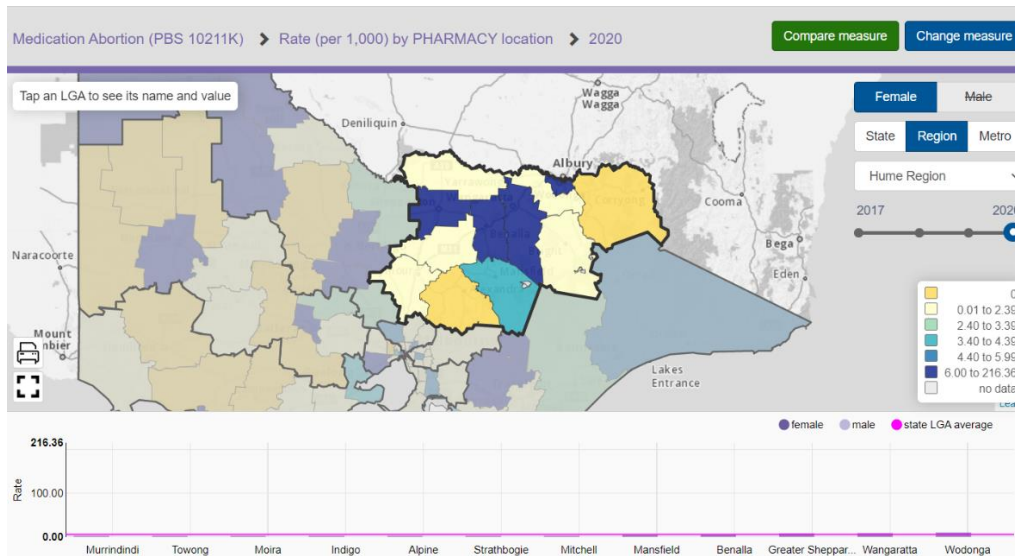 Medication Abortion (PBS 10211K) > Rate (per 1,000) by PHARMACY location > 2020
Compare measure
Change measure
Tap an LGA to see its name and value
Female
Male
State
Region
Metro
Hume Region
2017
2020
Wagga
Wagga
Deniliquin
Albury
Cooma
Bega
Eden
Naracoorte
Mount
Lakes
Entrance
0
0.01 to 2.39
2.40 to 3.39
3.40 to 4.39
4.40 to 5.99
6.00 to 216.36
no data
Lea
female
male
state LGA average
216.36
100.00
0.00
Rate
Murrindindi
Towong
Moira
Indigo
Alpine
Strathbogie
Mitchell
Mansfield
Benalla
Greater Sheppar...
Wangaratta
Wodonga